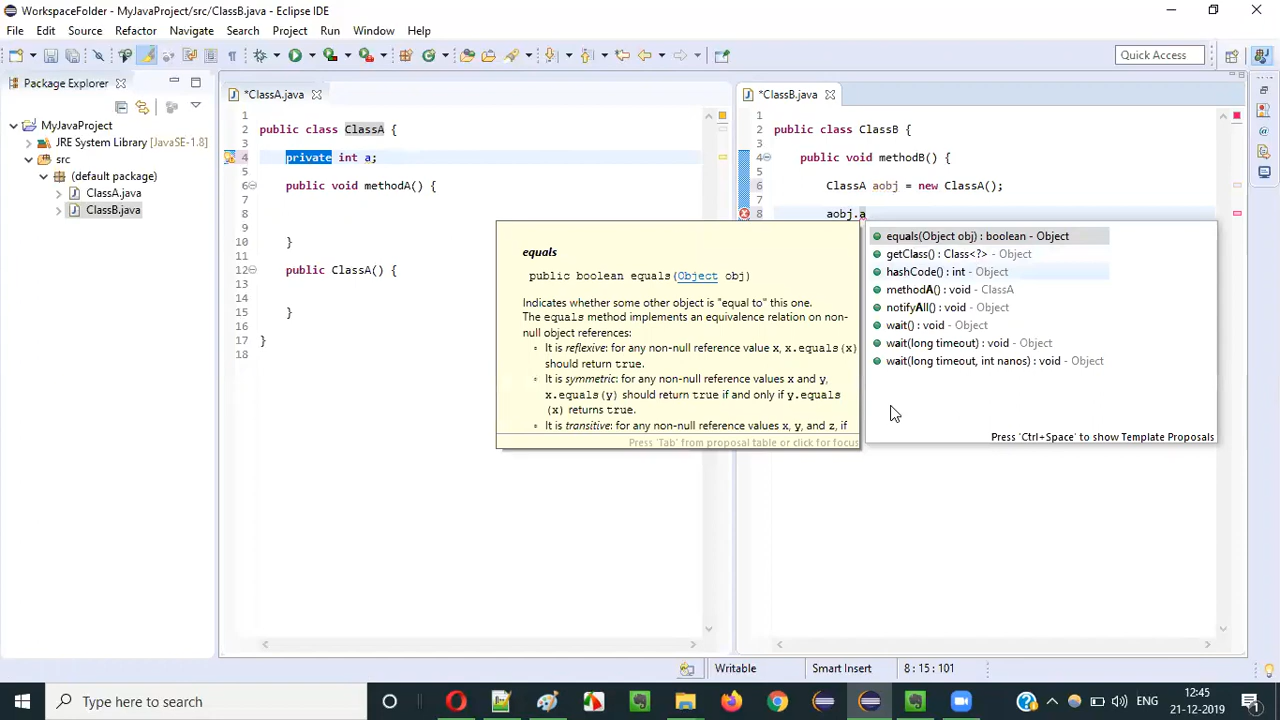 WorkspaceFolder - MyJavaProject/src/ClassB.java - Eclipse IDE
File Edit Source Refactor Navigate Search Project Run Window Help
Quick Access
Package Explorer
MyJavaProject
JRE System Library [JavaSE-1.8]
src
(default package)
ClassA.java
ClassB.java
*ClassA.java
1
2 public class ClassA {
3
4 private int a;
5
6 public void methodA() {
7
8
9
10 }
11
12 public ClassA() {
13
14
15 }
16
17 }
18
*ClassB.java
1
2 public class ClassB {
3
4 public void methodB() {
5
6 ClassA aobj = new ClassA();
7
8 aobj.a
equals
public boolean equals(Object obj)
Indicates whether some other object is "equal to" this one.
The equals method implements an equivalence relation on non-
null object references:
It is reflexive: for any non-null reference value x, x.equals(x)
should return true.
It is symmetric: for any non-null reference values x and y,
x.equals(y) should return true if and only if y.equals
(x) returns true.
It is transitive: for any non-null reference values x, y, and z, if
Press 'Tab' from proposal table or click for focus
equals(Object obj) : boolean - Object
getClass() : Class<?> - Object
hashCode() : int - Object
methodA() : void - ClassA
notifyAll() : void - Object
wait() : void - Object
wait(long timeout) : void - Object
wait(long timeout, int nanos) : void - Object
Press 'Ctrl+Space' to show Template Proposals
Writable Smart Insert 8 : 15 : 101
Type here to search
ENG
12:45
21-12-2019
1